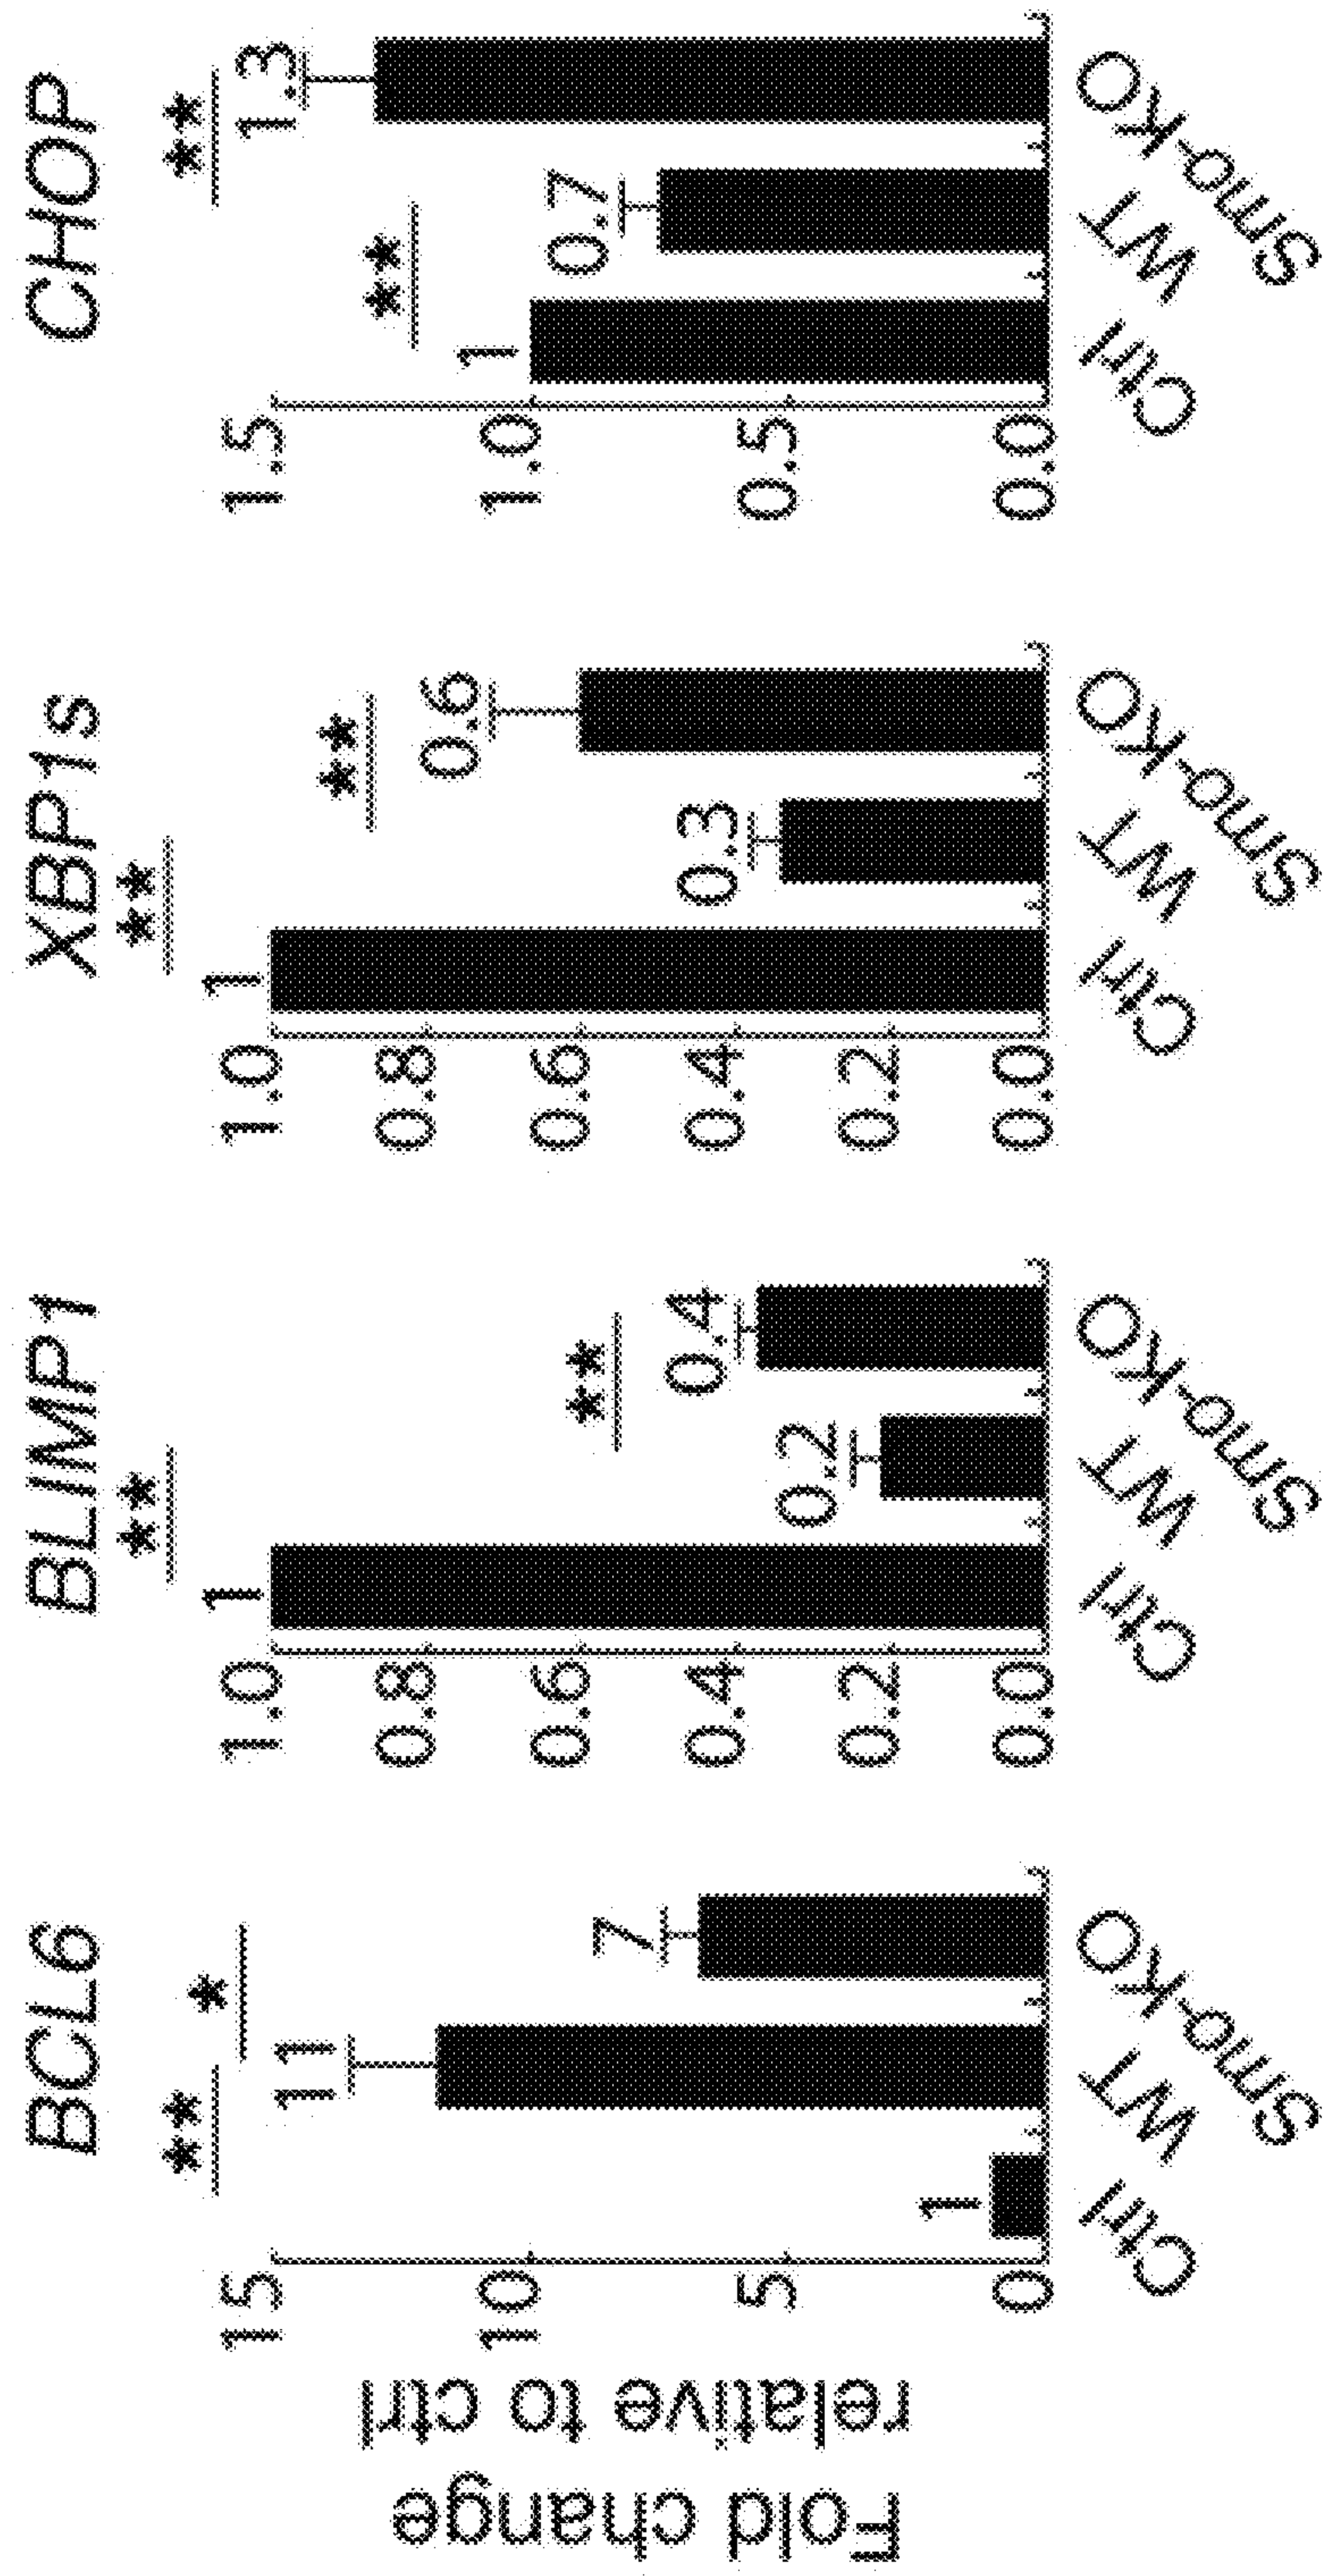 Fold change
relative to ctrl
BCL6
** *
15
10
5
0
1
11
7
Ctrl
WT
Smo-KO
BLIMP1
**
**
1.0
0.8
0.6
0.4
0.2
0.0
1
0.2
0.4
Ctrl
WT
Smo-KO
XBP1s
**
**
1.0
0.8
0.6
0.4
0.2
0.0
1
0.3
0.6
Ctrl
WT
Smo-KO
CHOP
**
**
1.5
1.0
0.5
0.0
1
0.7
1.3
Ctrl
WT
Smo-KO